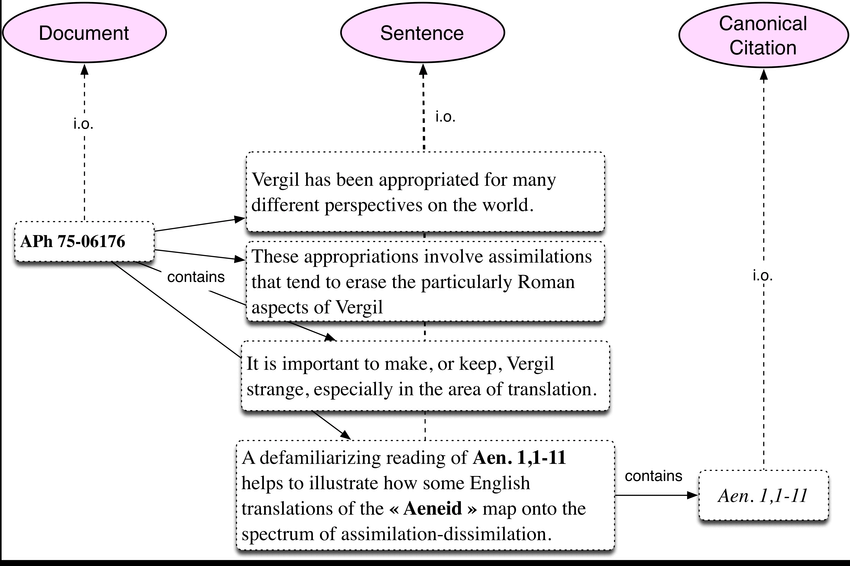 Document
Sentence
Canonical
Citation
i.o.
i.o.
Vergil has been appropriated for many
different perspectives on the world.
APh 75-06176
These appropriations involve assimilations
that tend to erase the particularly Roman
aspects of Vergil
contains
i.o.
It is important to make, or keep, Vergil
strange, especially in the area of translation.
A defamiliarizing reading of Aen. 1,1-11
helps to illustrate how some English
translations of the « Aeneid » map onto the
spectrum of assimilation-dissimilation.
contains
Aen. 1,1-11